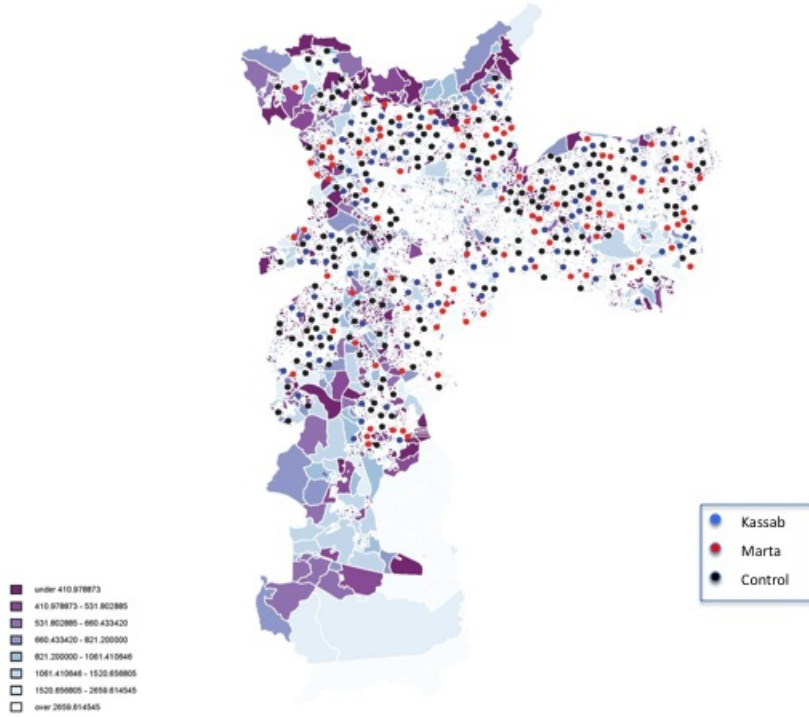 Kassab
Marta
Control
under 410.978873
410.978873 - 531.802885
531.802885 - 660.433420
660.433420 - 821.200000
821.200000 - 1061.410646
1061.410646 - 1520.656805
1520.656805 - 2659.614545
over 2659.614545